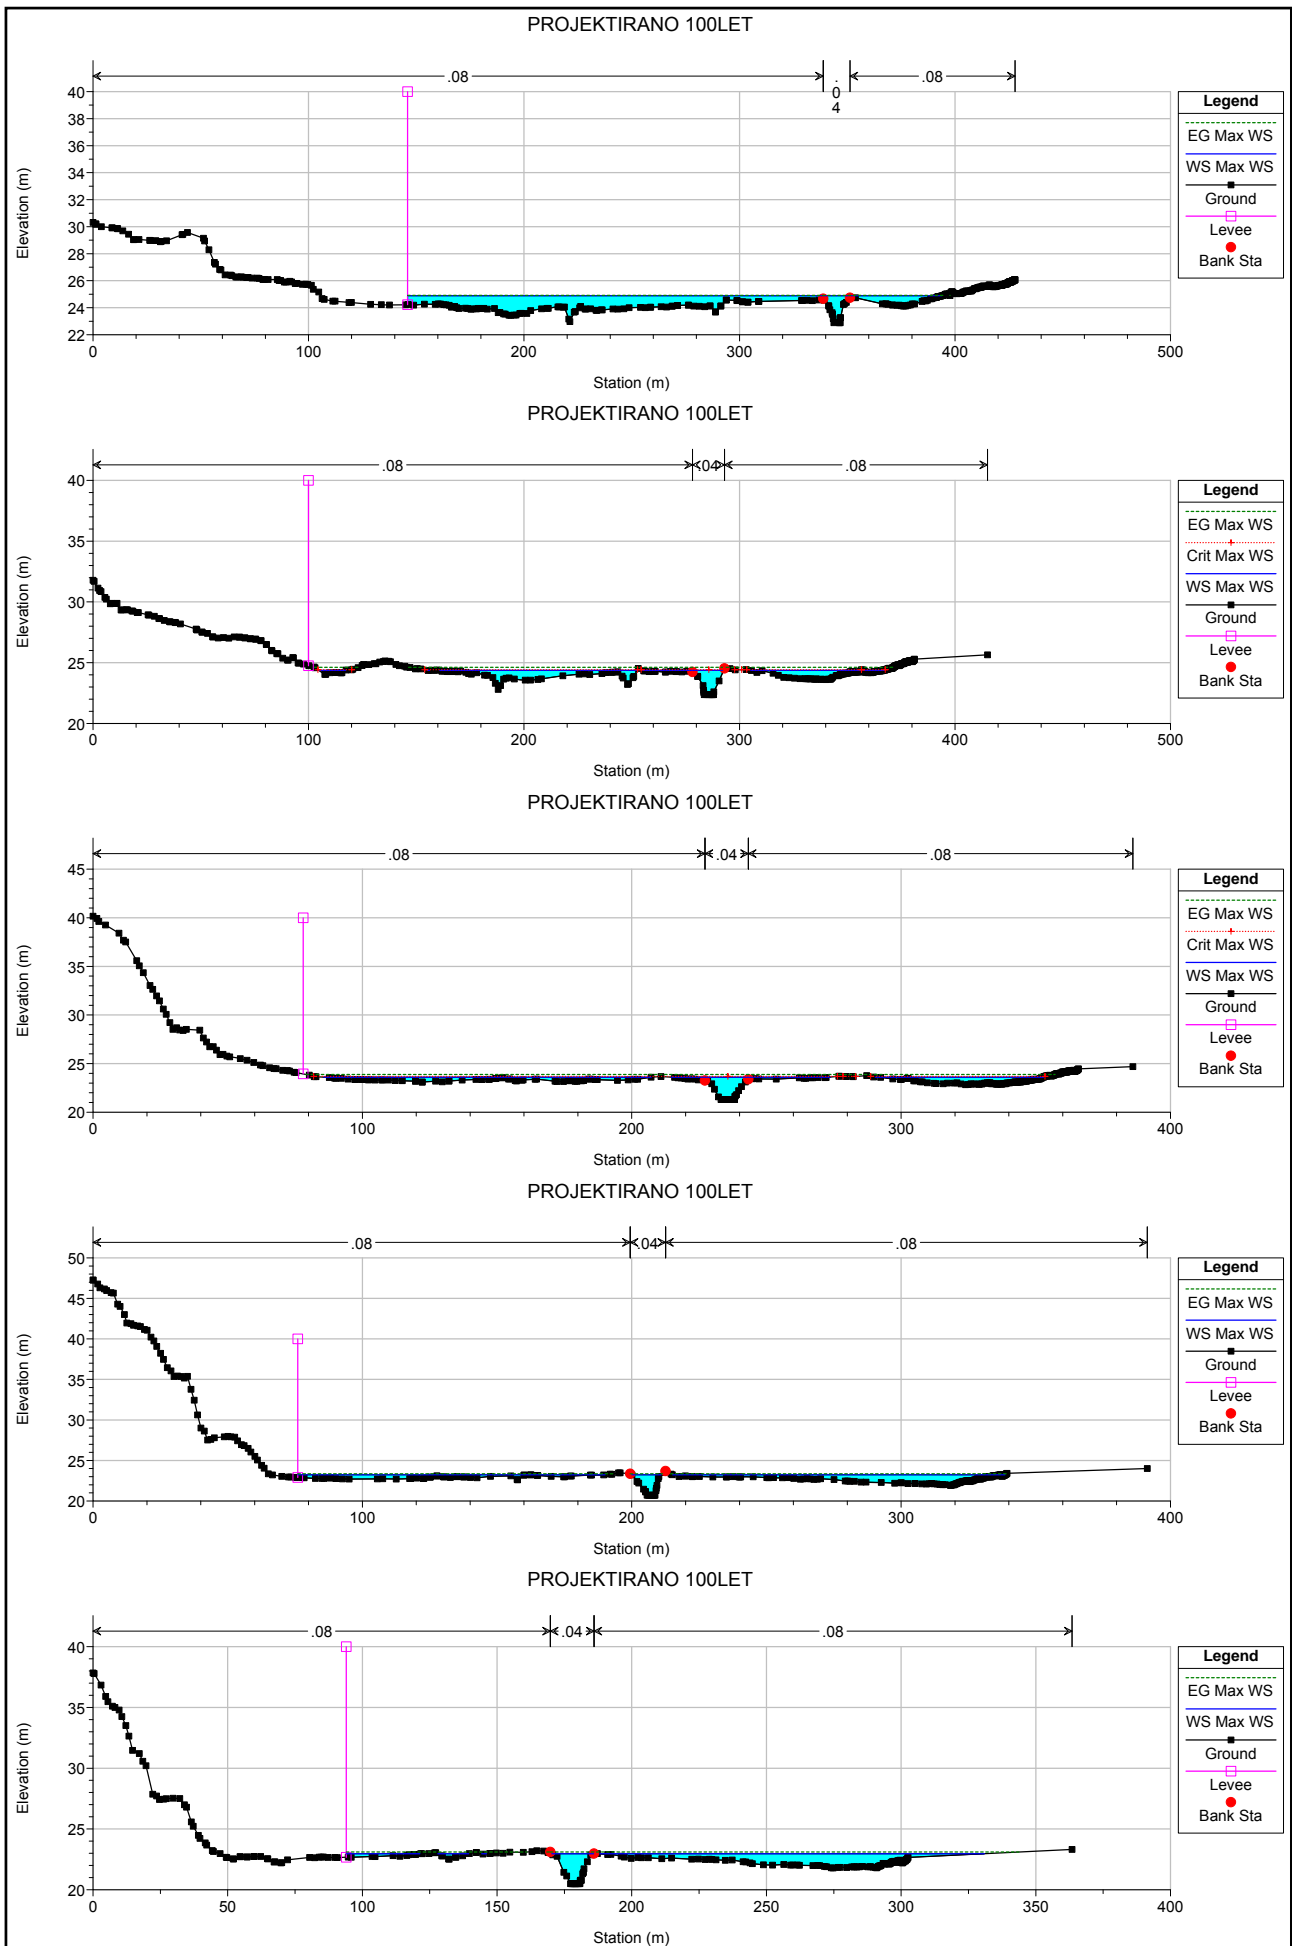 PROJEKTIRANO 100LET
.08 .04 .08
40
38
36
34
32
30
28
26
24
22
0 100 200 300 400 500
Elevation (m)
Station (m)
Legend
EG Max WS
WS Max WS
Ground
Levee
Bank Sta
PROJEKTIRANO 100LET
.08 .04 .08
40
35
30
25
20
0 100 200 300 400 500
Elevation (m)
Station (m)
Legend
EG Max WS
Crit Max WS
WS Max WS
Ground
Levee
Bank Sta
PROJEKTIRANO 100LET
.08 .04 .08
45
40
35
30
25
20
0 100 200 300 400
Elevation (m)
Station (m)
Legend
EG Max WS
Crit Max WS
WS Max WS
Ground
Levee
Bank Sta
PROJEKTIRANO 100LET
.08 .04 .08
50
45
40
35
30
25
20
0 100 200 300 400
Elevation (m)
Station (m)
Legend
EG Max WS
WS Max WS
Ground
Levee
Bank Sta
PROJEKTIRANO 100LET
.08 .04 .08
40
35
30
25
20
0 50 100 150 200 250 300 350 400
Elevation (m)
Station (m)
Legend
EG Max WS
WS Max WS
Ground
Levee
Bank Sta